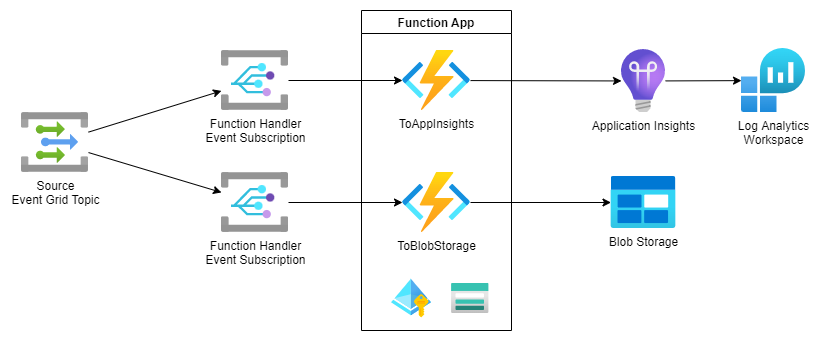 Function App
Function Handler
Event Subscription
ToAppInsights
Application Insights
Log Analytics
Workspace
Source
Event Grid Topic
Function Handler
Event Subscription
ToBlobStorage
Blob Storage